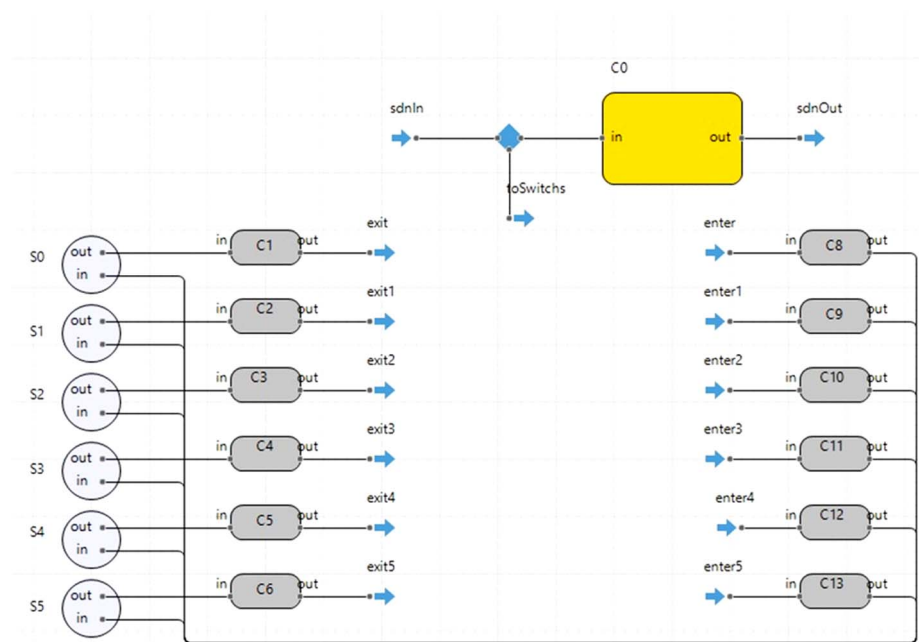 C0
sdnIn
sdnOut
in out
toSwitchs
exit enter
S0 out in C1 out in C8 out
in
exit1 enter1
S1 out in C2 out in C9 out
in
exit2 enter2
S2 out in C3 out in C10 out
in
exit3 enter3
S3 out in C4 out in C11 out
in
exit4 enter4
S4 out in C5 out in C12 out
in
exit5 enter5
S5 out in C6 out in C13 out
in